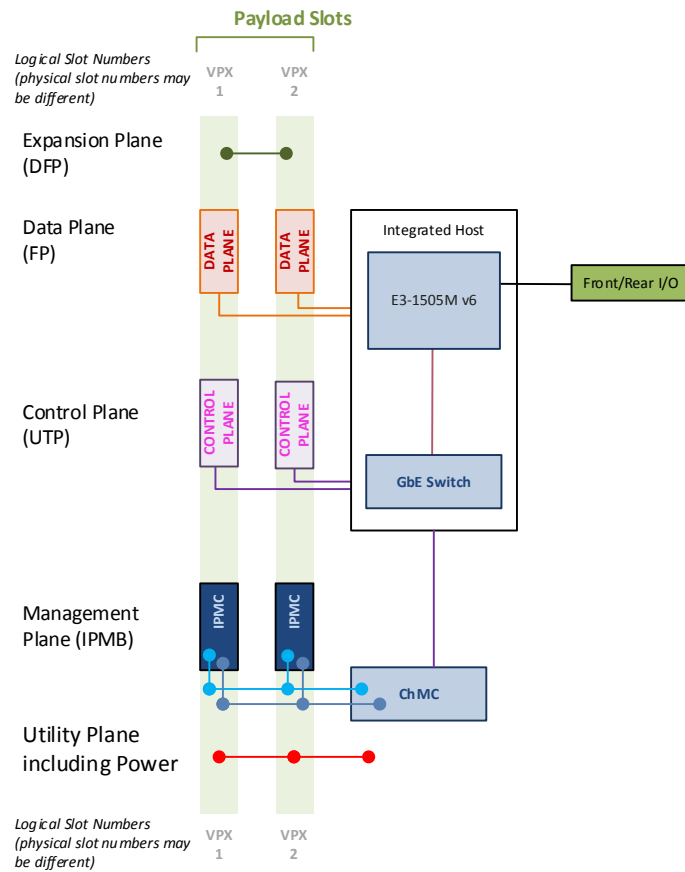 Payload Slots
Logical Slot Numbers
(physical slot numbers may
be different)
VPX
1
VPX
2
Expansion Plane
(DFP)
Data Plane
(FP)
DATA
PLANE
DATA
PLANE
Integrated Host
E3-1505M v6
Front/Rear I/O
Control Plane
(UTP)
CONTROL
PLANE
CONTROL
PLANE
GbE Switch
Management
Plane (IPMB)
IPMC
IPMC
ChMC
Utility Plane
including Power
Logical Slot Numbers
(physical slot numbers may
be different)
VPX
1
VPX
2